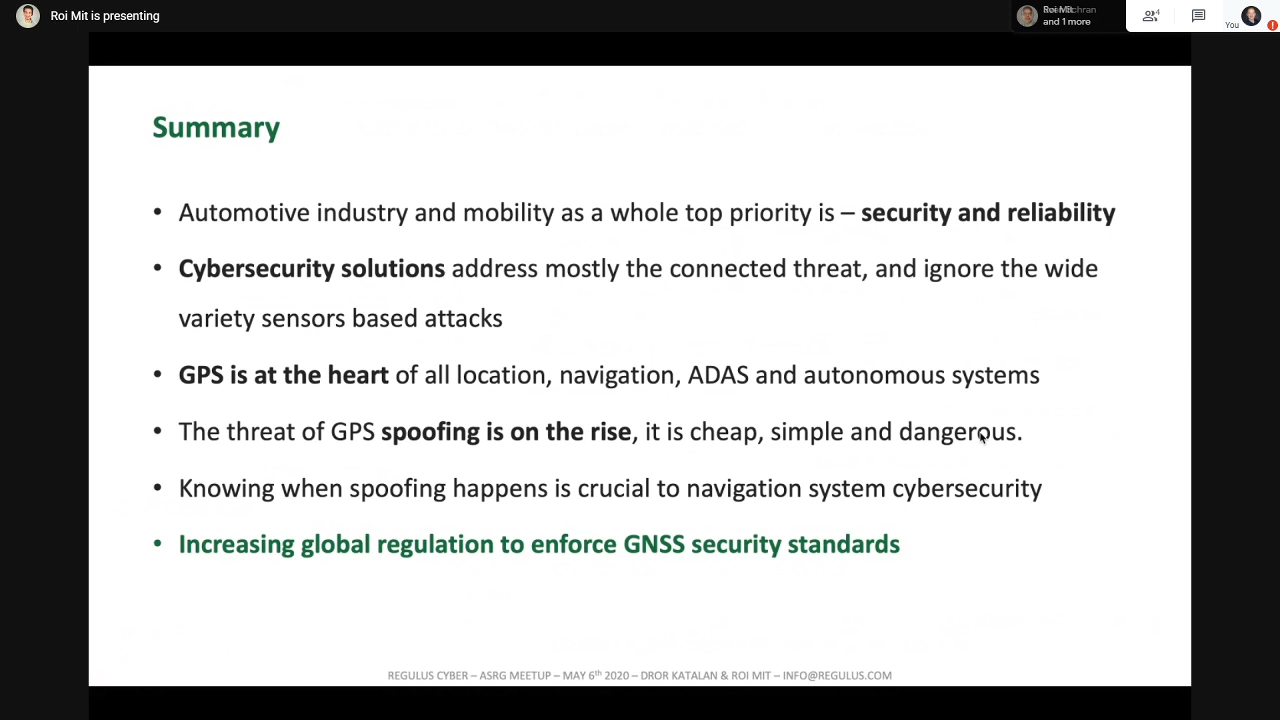 Roi Mit is presenting
Roi Mit
and 1 more
4
You
Summary
• Automotive industry and mobility as a whole top priority is – security and reliability
• Cybersecurity solutions address mostly the connected threat, and ignore the wide
variety sensors based attacks
• GPS is at the heart of all location, navigation, ADAS and autonomous systems
• The threat of GPS spoofing is on the rise, it is cheap, simple and dangerous.
• Knowing when spoofing happens is crucial to navigation system cybersecurity
• Increasing global regulation to enforce GNSS security standards
REGULUS CYBER – ASRG MEETUP – MAY 6th 2020 – DROR KATALAN & ROI MIT – INFO@REGULUS.COM